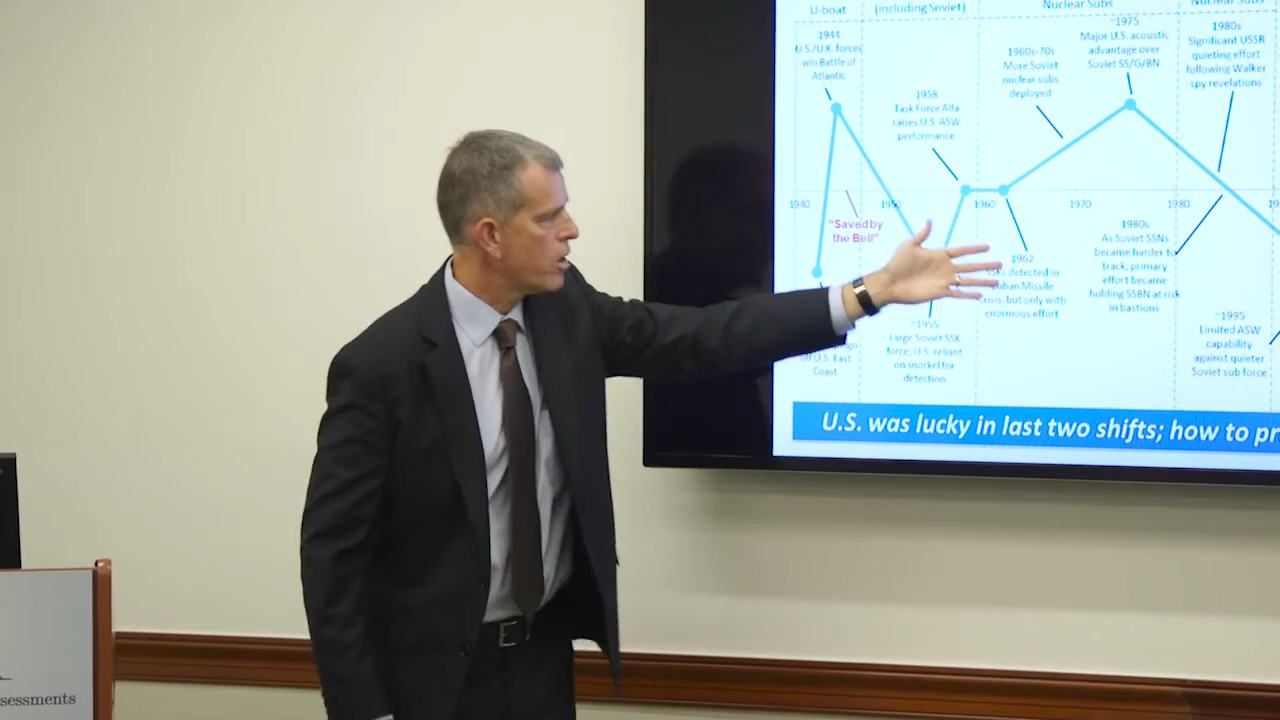 U-boat
(including Soviet)
Nuclear Subs
1944
U.S./U.K. forces
win Battle of
Atlantic.
1958
Task Force Alfa
raises U.S. ASW
performance.
1960s-70s
More Soviet
nuclear subs
deployed
~1975
Major U.S. acoustic
advantage over
Soviet SS/G/BN
1980s
Significant USSR
quieting effort
following Walker
spy revelations
1940
1950
1960
1970
1980
"Saved by
the Bell"
1962
detected in
Missile
but only with
enormous effort
1980s
As Soviet SSNs
became harder to
track, primary
effort became
holding SSBN at risk
in bastions
~1955
Large Soviet SSK
force; U.S. reliant
on snorkel for
detection.
U.S. East
Coast
~1995
Limited ASW
capability
against quieter
Soviet sub force
U.S. was lucky in last two shifts; how to pr
sessments